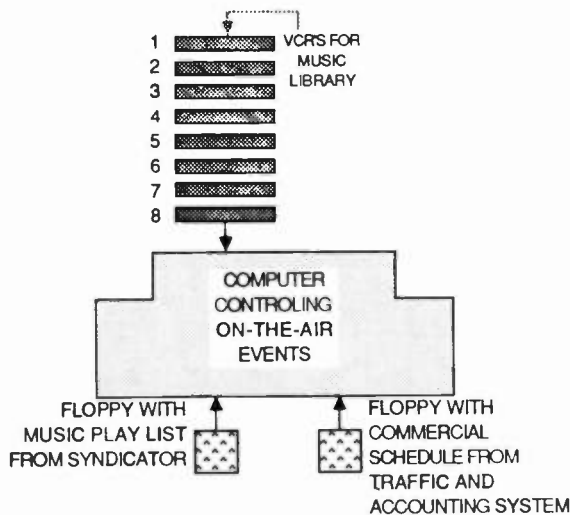 1
VCR'S FOR
MUSIC
LIBRARY
2
3
4
5
6
7
8
COMPUTER
CONTROLING
ON-THE-AIR
EVENTS
FLOPPY WITH
MUSIC PLAY LIST
FROM SYNDICATOR
FLOPPY WITH
COMMERCIAL
SCHEDULE FROM
TRAFFIC AND
ACCOUNTING SYSTEM